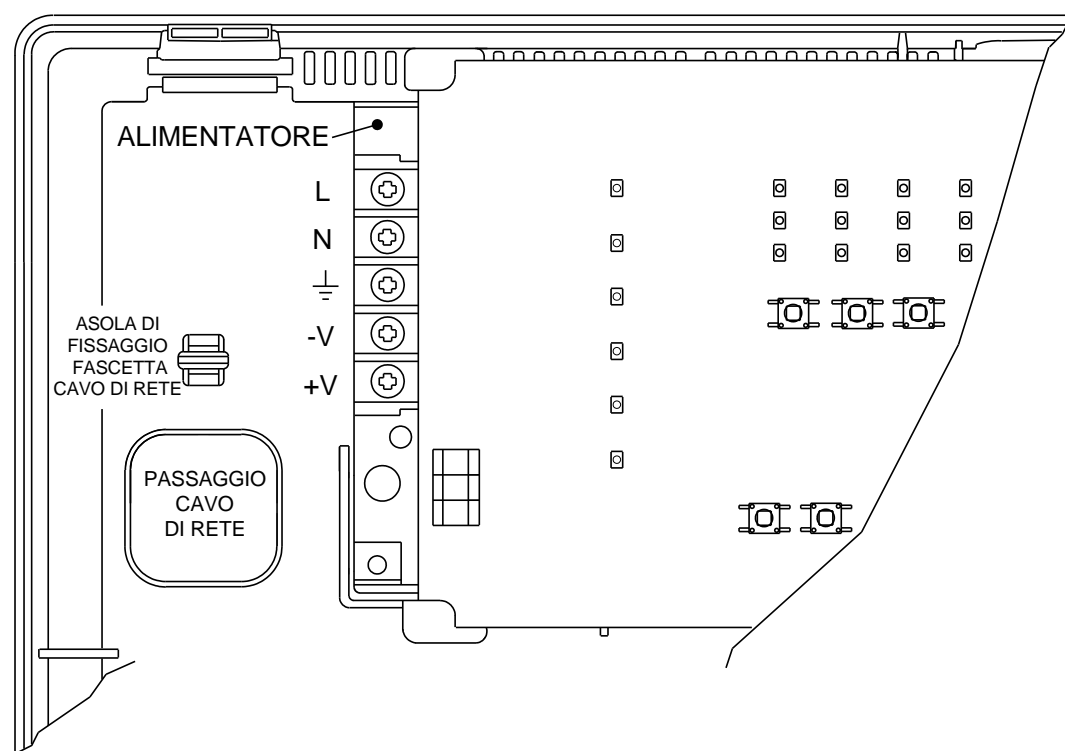 ALIMENTATORE
L
N
⏚
-V
+V
ASOLA DI
FISSAGGIO
FASCETTA
CAVO DI RETE
PASSAGGIO
CAVO
DI RETE